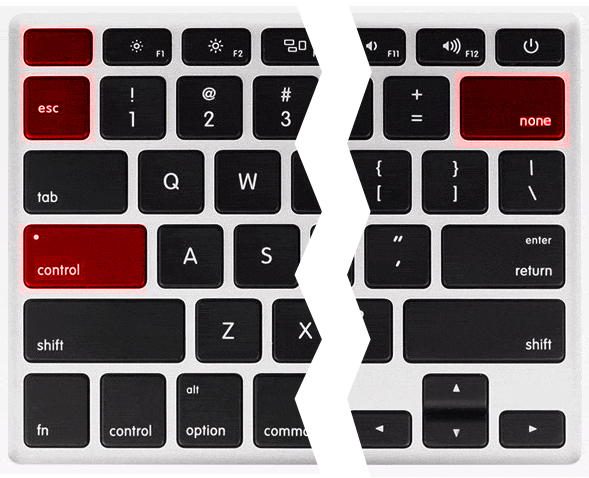 F1
F2
F11
F12
esc
!
1
@
2
#
3
+
=
none
tab
Q
W
{
[
}
]
|
\
control
A
S
“
‘
enter
return
shift
Z
X
shift
fn
control
alt
option
comm